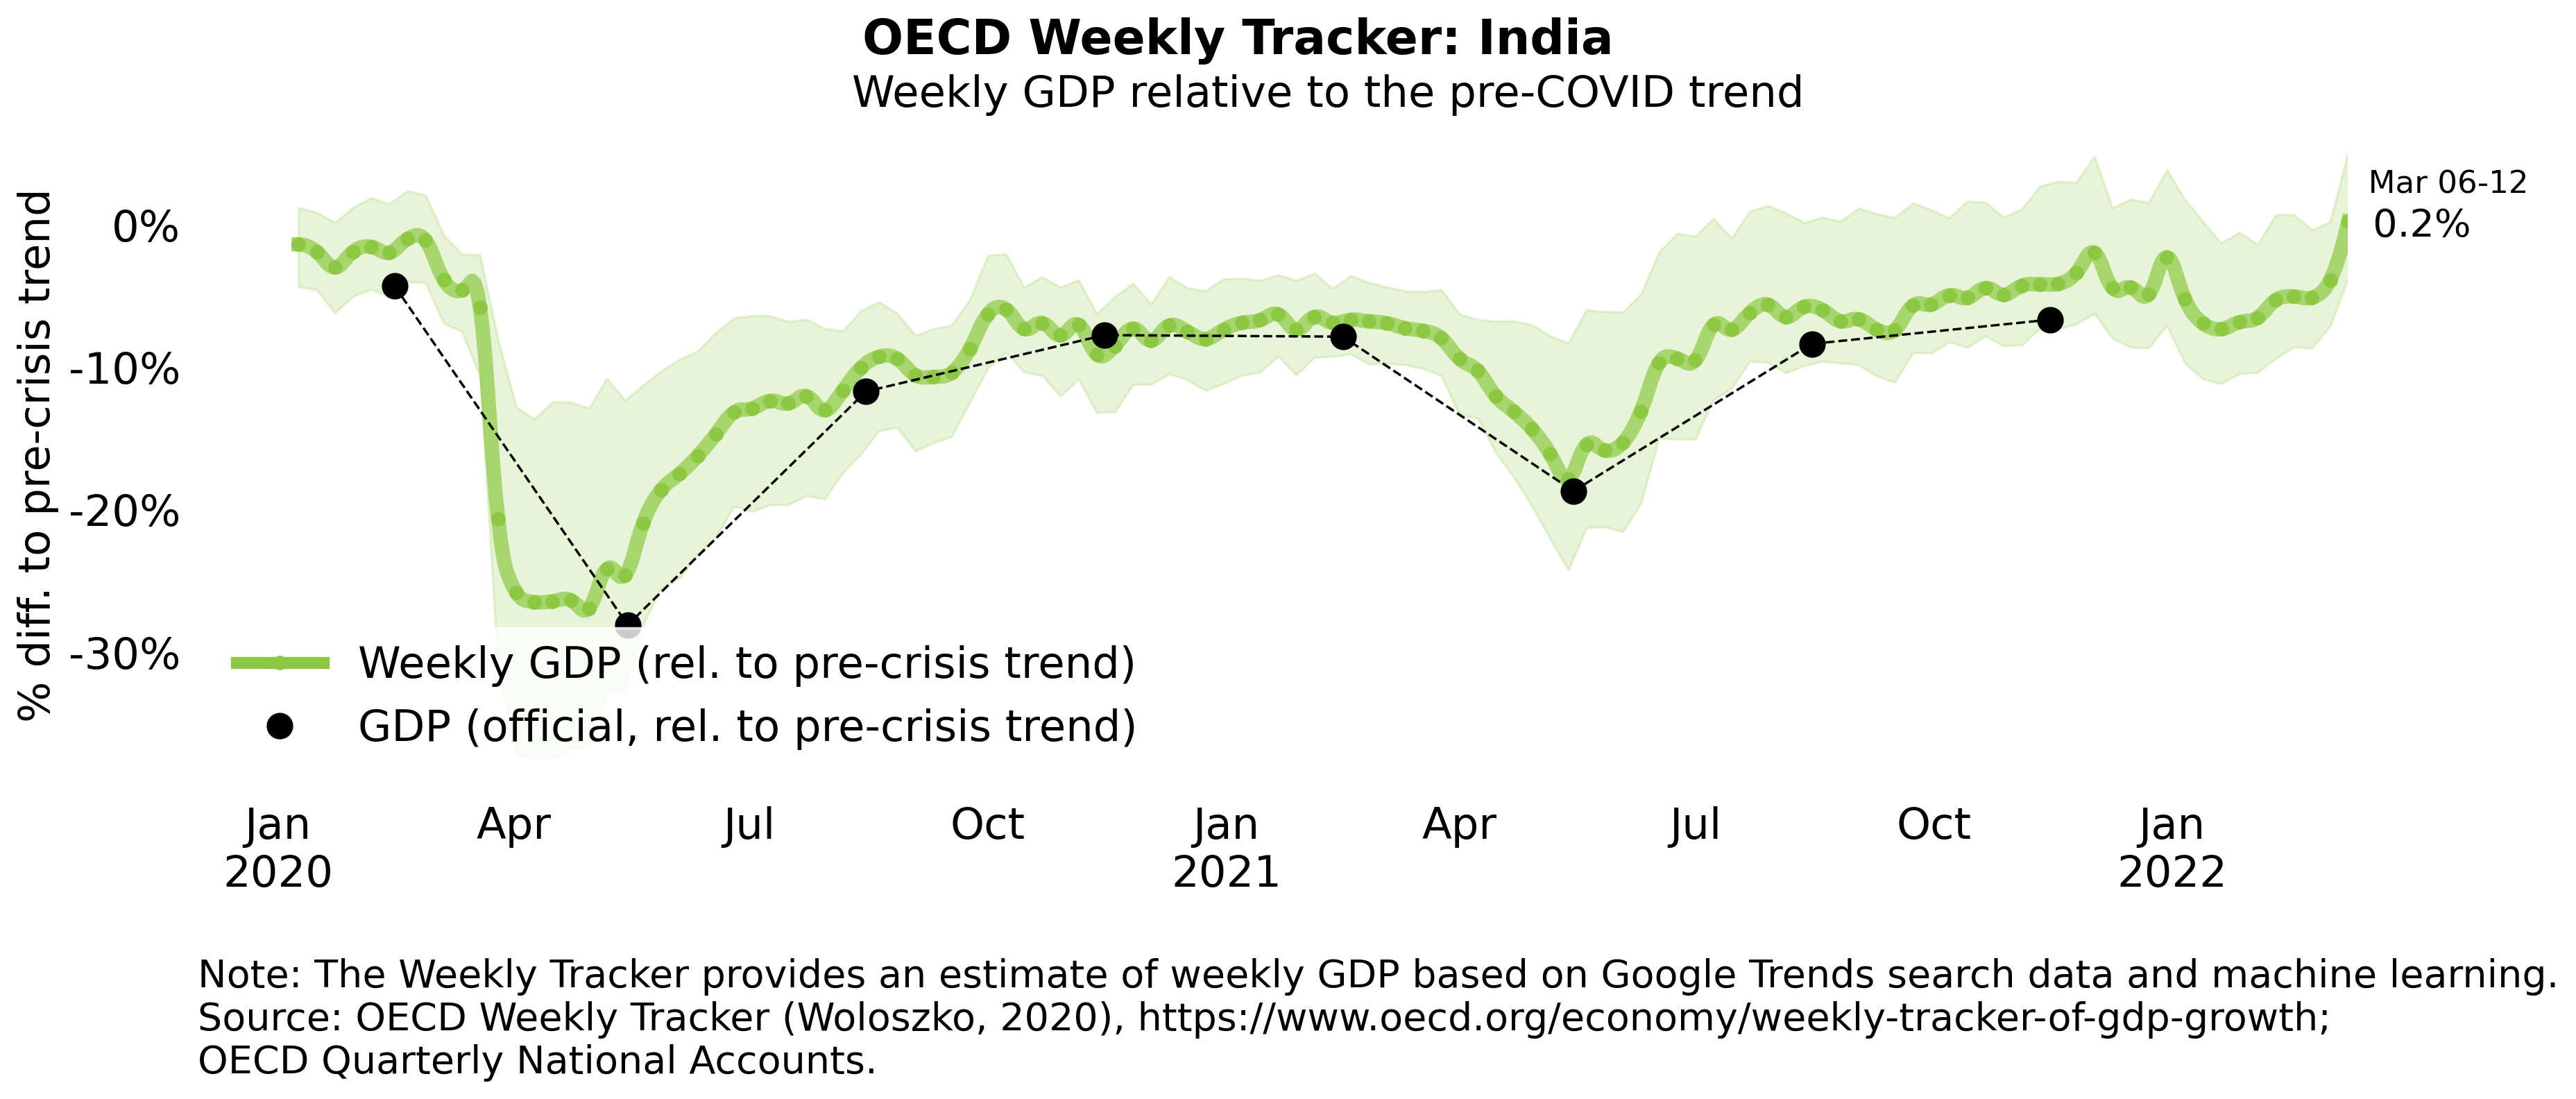 OECD Weekly Tracker: India
Weekly GDP relative to the pre-COVID trend
% diff. to pre-crisis trend
0%
-10%
-20%
-30%
Mar 06-12
0.2%
Weekly GDP (rel. to pre-crisis trend)
GDP (official, rel. to pre-crisis trend)
Jan Apr Jul Oct Jan Apr Jul Oct Jan
2020 2021 2022
Note: The Weekly Tracker provides an estimate of weekly GDP based on Google Trends search data and machine learning.
Source: OECD Weekly Tracker (Woloszko, 2020), https://www.oecd.org/economy/weekly-tracker-of-gdp-growth;
OECD Quarterly National Accounts.